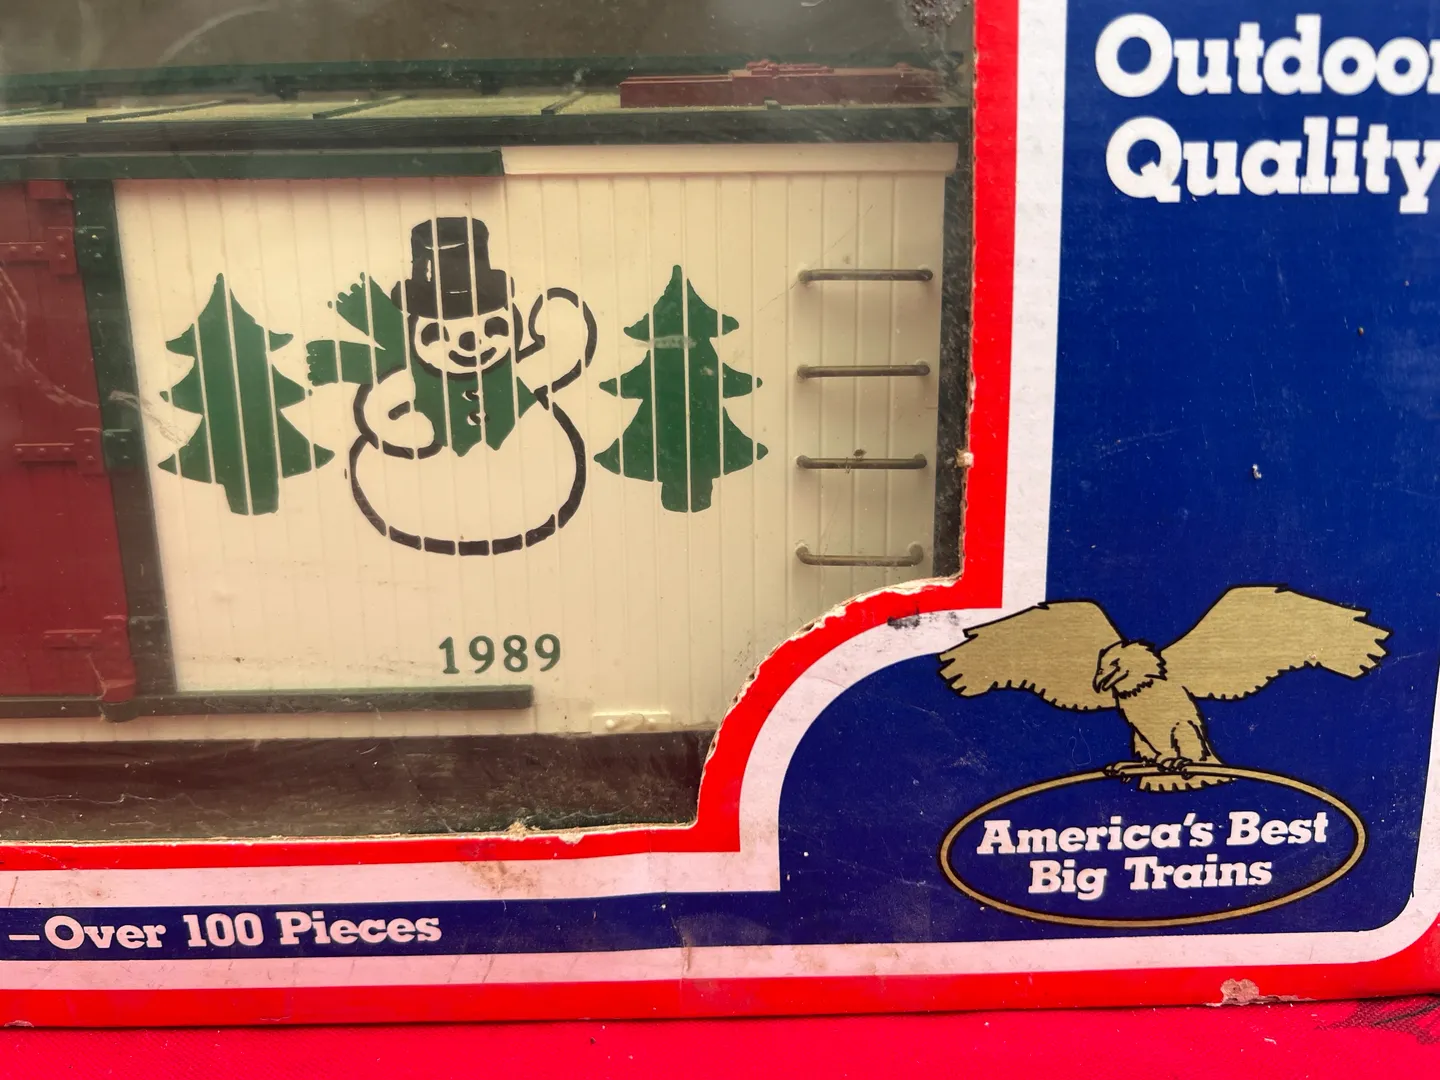 Outdoor
Quality
1989
America's Best
Big Trains
—Over 100 Pieces